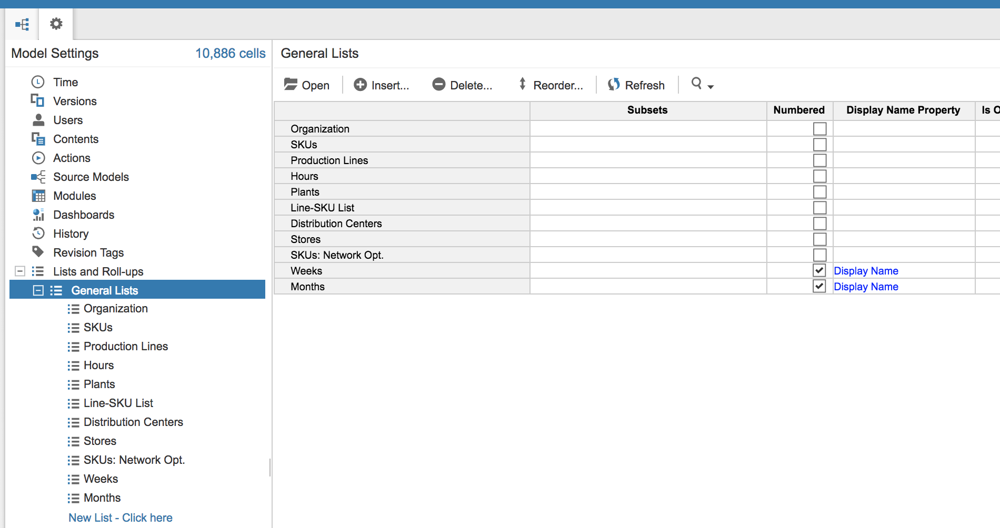 Model Settings
10,886 cells
Time
Versions
Users
Contents
Actions
Source Models
Modules
Dashboards
History
Revision Tags
Lists and Roll-ups
General Lists
Organization
SKUs
Production Lines
Hours
Plants
Line-SKU List
Distribution Centers
Stores
SKUs: Network Opt.
Weeks
Months
New List - Click here
General Lists
Open Insert... Delete... Reorder... Refresh
Subsets Numbered Display Name Property Is O
Organization
SKUs
Production Lines
Hours
Plants
Line-SKU List
Distribution Centers
Stores
SKUs: Network Opt.
Weeks Display Name
Months Display Name